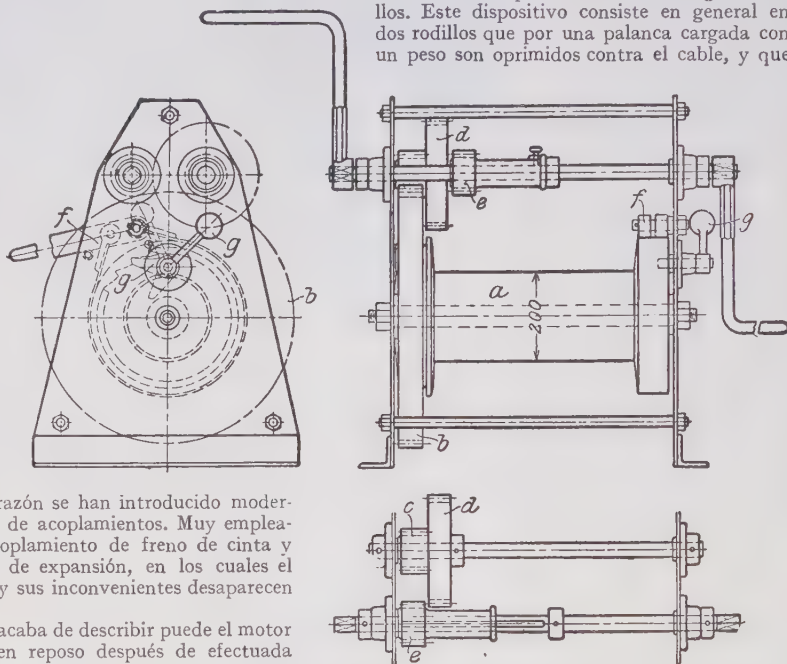 llos. Este dispositivo consiste en general en
dos rodillos que por una palanca cargada con
un peso son oprimidos contra el cable, y que
d
e
f
g
f
g
g
b
a
200
b
razón se han introducido moder-
de acoplamientos. Muy emplea-
oplamiento de freno de cinta y
de expansión, en los cuales el
y sus inconvenientes desaparecen
acaba de describir puede el motor
en reposo después de efectuada
c
d
e